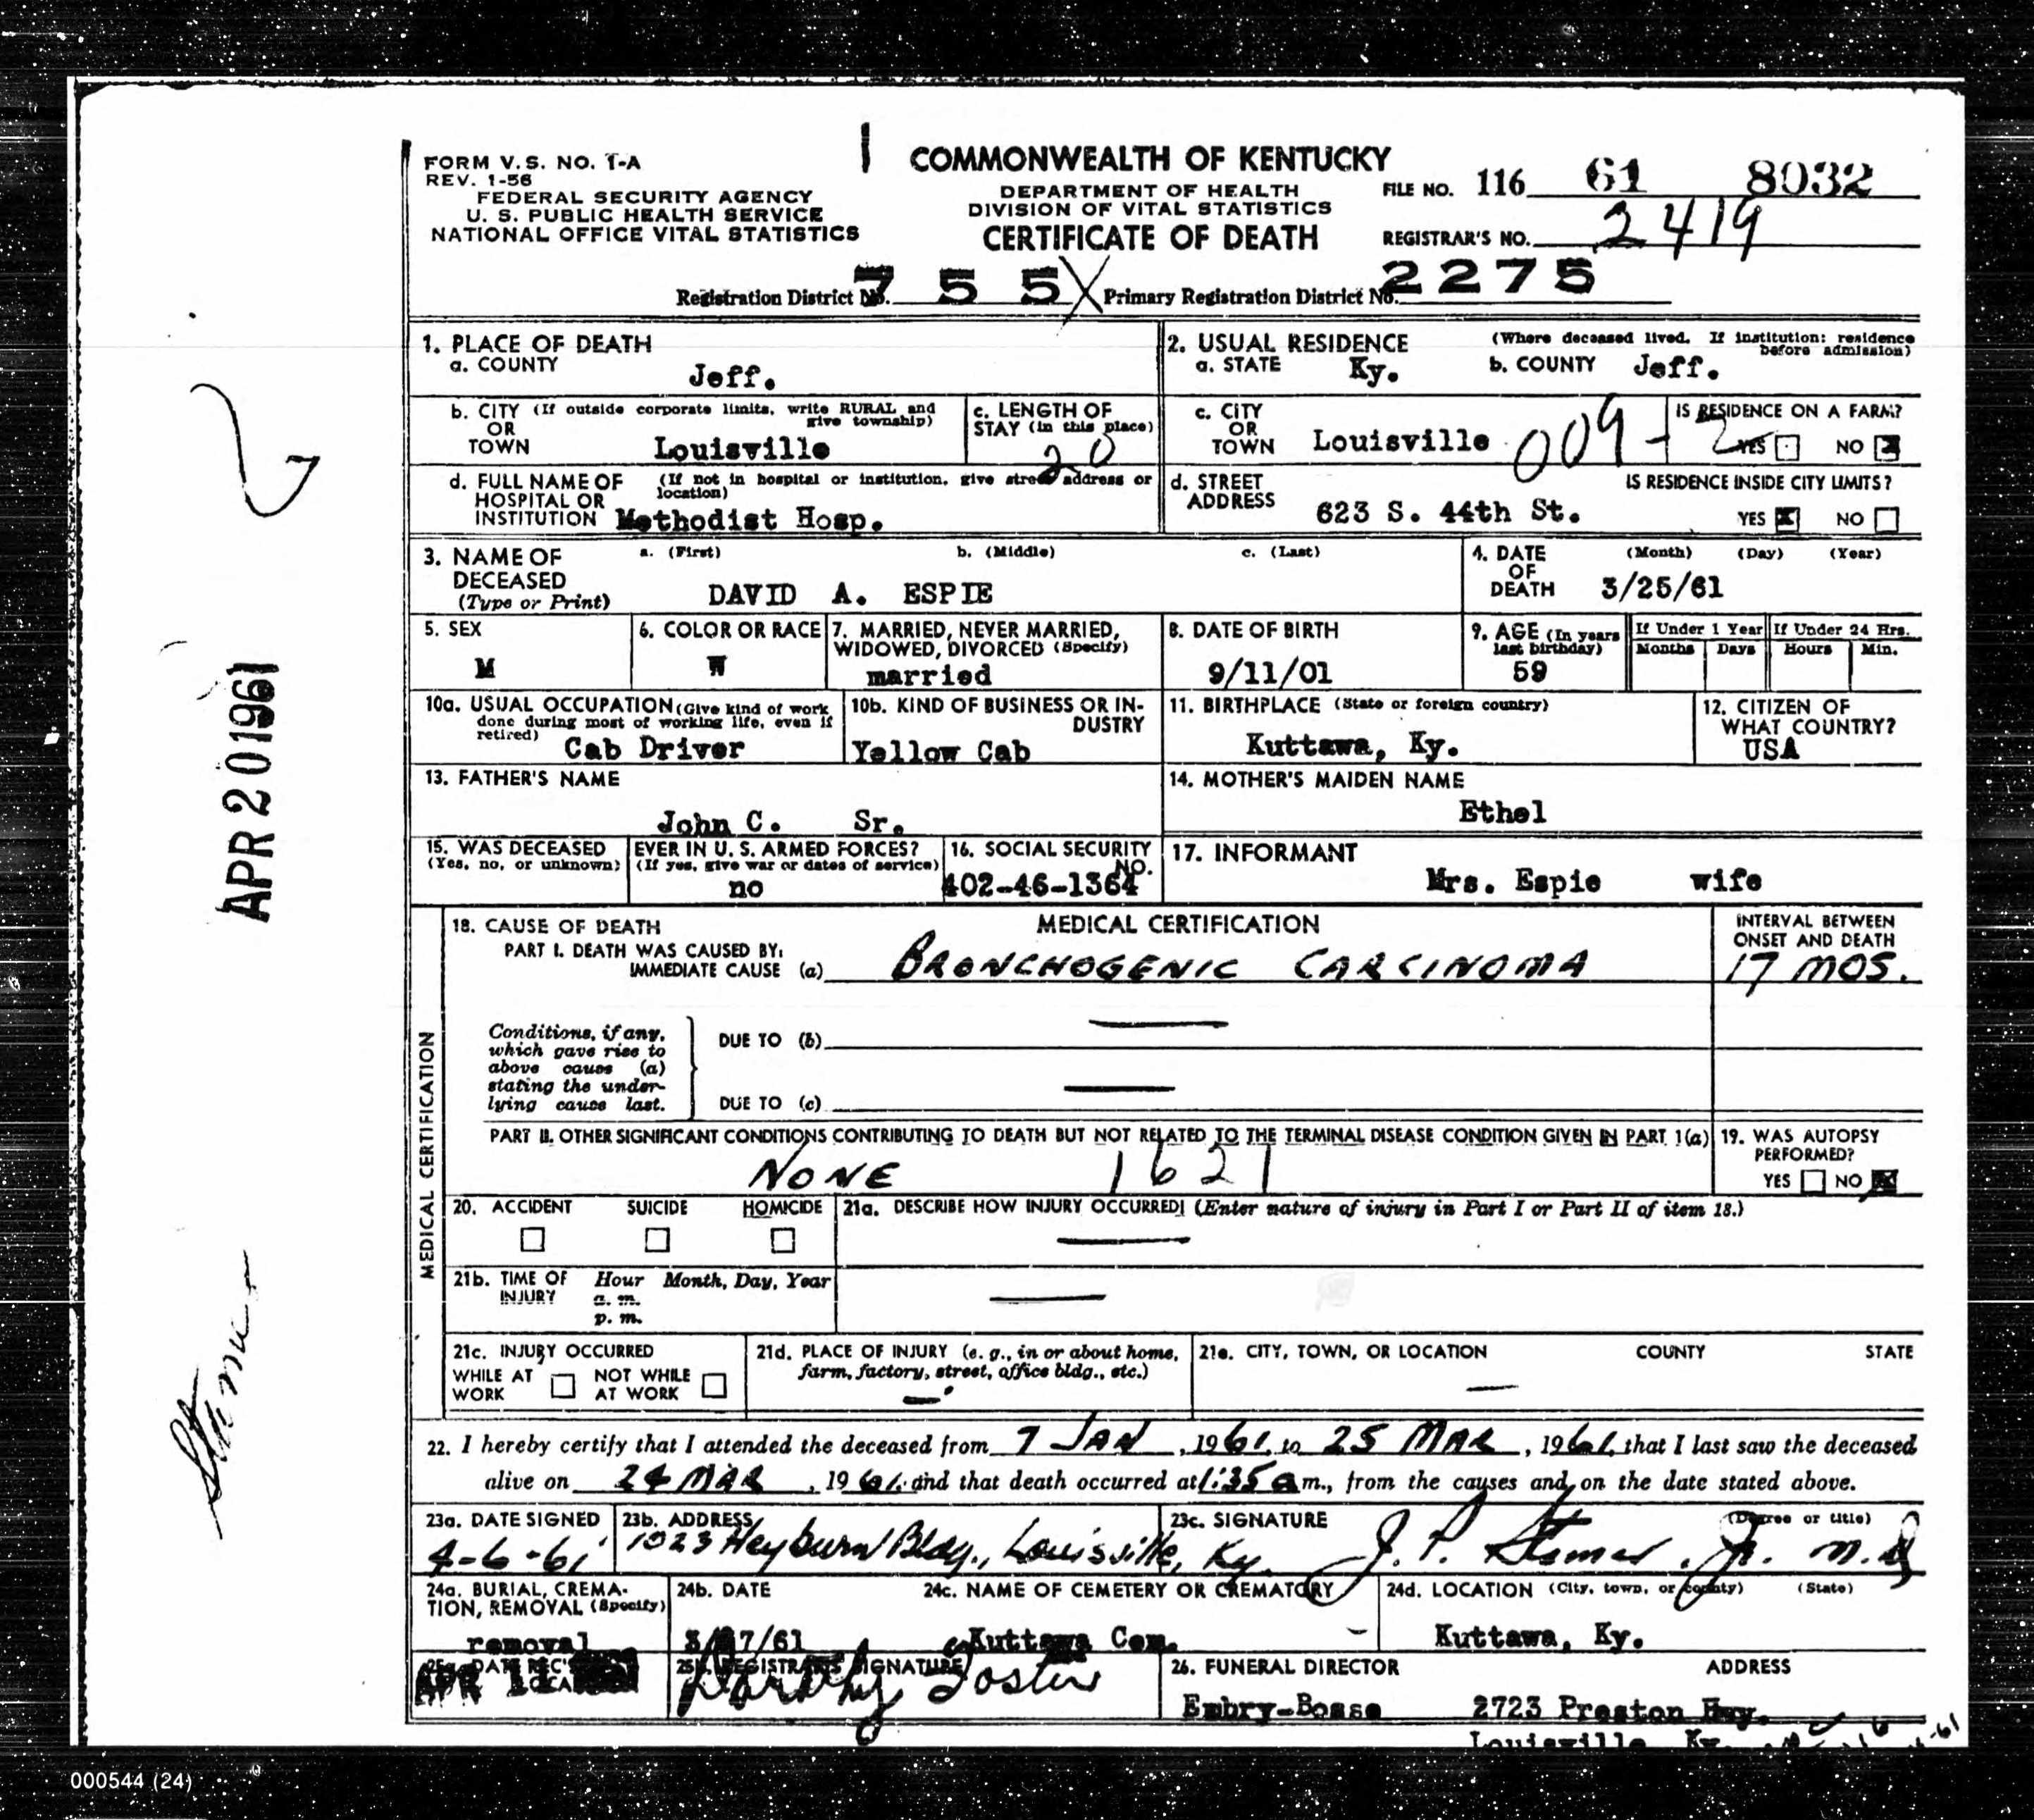 FORM V. S. NO. 1-A
REV. 1-56
FEDERAL SECURITY AGENCY
U. S. PUBLIC HEALTH SERVICE
NATIONAL OFFICE VITAL STATISTICS
COMMONWEALTH OF KENTUCKY
DEPARTMENT OF HEALTH
DIVISION OF VITAL STATISTICS
CERTIFICATE OF DEATH
FILE NO. 116 61 8032
REGISTRAR'S NO. 2419
Registration District No. 755 X Primary Registration District No. 2275
1. PLACE OF DEATH
a. COUNTY
Jeff.
2. USUAL RESIDENCE (Where deceased lived. If institution: residence before admission)
a. STATE Ky. b. COUNTY Jeff.
b. CITY (If outside corporate limits, write RURAL and give township)
OR
TOWN Louisville
c. LENGTH OF
STAY (in this place)
20
c. CITY
OR
TOWN Louisville 009-2
IS RESIDENCE ON A FARM?
YES NO
d. FULL NAME OF (If not in hospital or institution, give street address or location)
HOSPITAL OR
INSTITUTION Methodist Hosp.
d. STREET
ADDRESS 623 S. 44th St.
IS RESIDENCE INSIDE CITY LIMITS?
YES X NO
3. NAME OF
DECEASED
(Type or Print)
a. (First) b. (Middle) c. (Last)
DAVID A. ESPIE
4. DATE
OF
DEATH
(Month) (Day) (Year)
3/25/61
5. SEX
M
6. COLOR OR RACE
W
7. MARRIED, NEVER MARRIED,
WIDOWED, DIVORCED (Specify)
married
8. DATE OF BIRTH
9/11/01
9. AGE (In years
last birthday)
59
If Under 1 Year
Months Days
If Under 24 Hrs.
Hours Min.
10a. USUAL OCCUPATION (Give kind of work
done during most of working life, even if
retired)
Cab Driver
10b. KIND OF BUSINESS OR IN-
DUSTRY
Yellow Cab
11. BIRTHPLACE (State or foreign country)
Kuttawa, Ky.
12. CITIZEN OF
WHAT COUNTRY?
USA
13. FATHER'S NAME
John C. Sr.
14. MOTHER'S MAIDEN NAME
Ethel
15. WAS DECEASED EVER IN U. S. ARMED FORCES?
(Yes, no, or unknown) (If yes, give war or dates of service)
no
16. SOCIAL SECURITY
NO.
402-46-1364
17. INFORMANT
Mrs. Espie wife
MEDICAL CERTIFICATION
18. CAUSE OF DEATH
MEDICAL CERTIFICATION
INTERVAL BETWEEN
ONSET AND DEATH
PART I. DEATH WAS CAUSED BY:
IMMEDIATE CAUSE (a) BRONCHOGENIC CARCINOMA 17 MOS.
Conditions, if any,
which gave rise to
above cause (a)
stating the under-
lying cause last.
DUE TO (b)
DUE TO (c)
PART II. OTHER SIGNIFICANT CONDITIONS CONTRIBUTING TO DEATH BUT NOT RELATED TO THE TERMINAL DISEASE CONDITION GIVEN IN PART 1(a)
NONE 1621
19. WAS AUTOPSY
PERFORMED?
YES NO X
20. ACCIDENT SUICIDE HOMICIDE
21a. DESCRIBE HOW INJURY OCCURRED! (Enter nature of injury in Part I or Part II of item 18.)
21b. TIME OF
INJURY
Hour Month, Day, Year
a. m.
p. m.
21c. INJURY OCCURRED
WHILE AT
WORK
NOT WHILE
AT WORK
21d. PLACE OF INJURY (e. g., in or about home,
farm, factory, street, office bldg., etc.)
21e. CITY, TOWN, OR LOCATION COUNTY STATE
22. I hereby certify that I attended the deceased from 7 JAN, 1961, to 25 MAR, 1961, that I last saw the deceased
alive on 24 MAR, 1961, and that death occurred at 1:35 a m., from the causes and on the date stated above.
23a. DATE SIGNED
4-6-61
23b. ADDRESS
1023 Heyburn Bldg., Louisville, Ky.
23c. SIGNATURE (Degree or title)
24a. BURIAL, CREMA-
TION, REMOVAL (Specify)
removal
24b. DATE
3/27/61
24c. NAME OF CEMETERY OR CREMATORY
Kuttawa Cem.
24d. LOCATION (City, town, or county) (State)
Kuttawa, Ky.
APR 11
REGISTRAR'S SIGNATURE
Dorothy Foster
26. FUNERAL DIRECTOR ADDRESS
Embry-Bosse 2723 Preston Hwy.
Louisville Ky.
APR 20 1961
000544 (24)